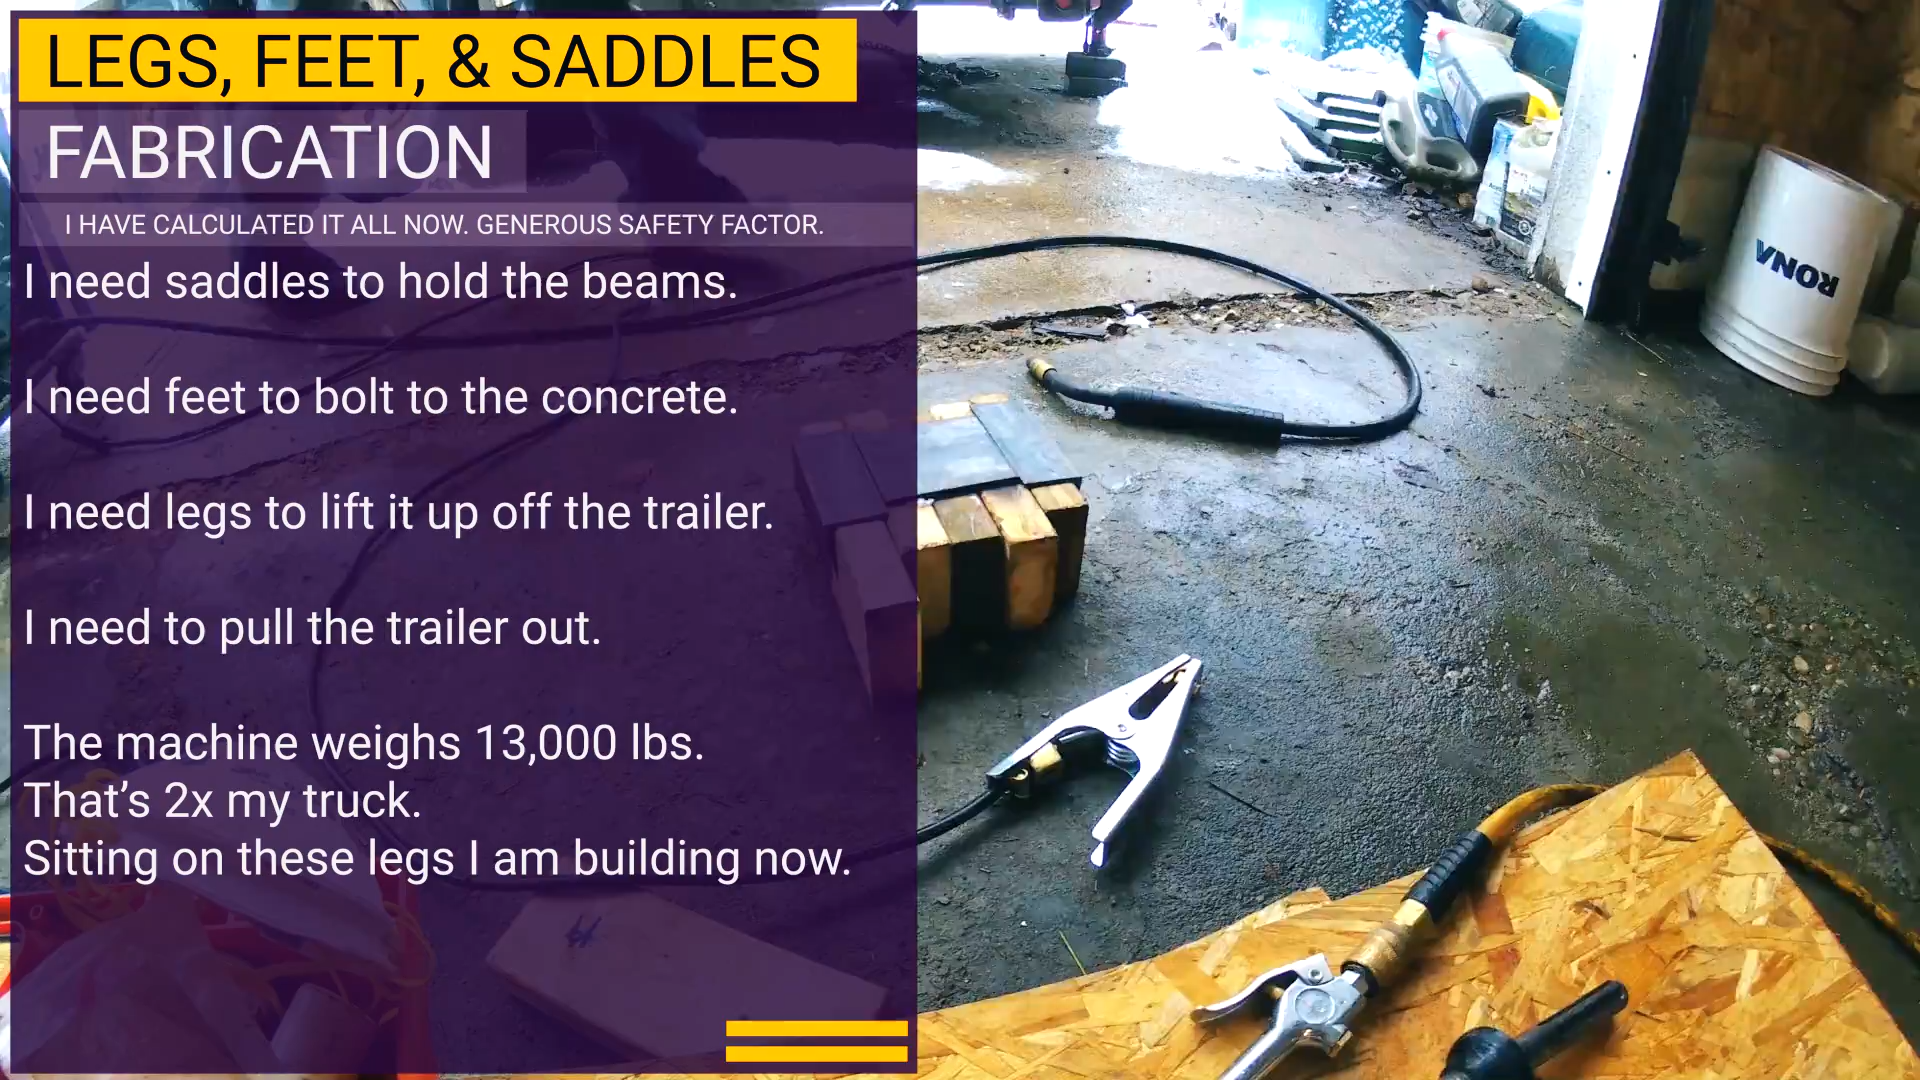 LEGS, FEET, & SADDLES
FABRICATION
I HAVE CALCULATED IT ALL NOW. GENEROUS SAFETY FACTOR.
I need saddles to hold the beams.
I need feet to bolt to the concrete.
I need legs to lift it up off the trailer.
I need to pull the trailer out.
The machine weighs 13,000 lbs.
That’s 2x my truck.
Sitting on these legs I am building now.
RONA